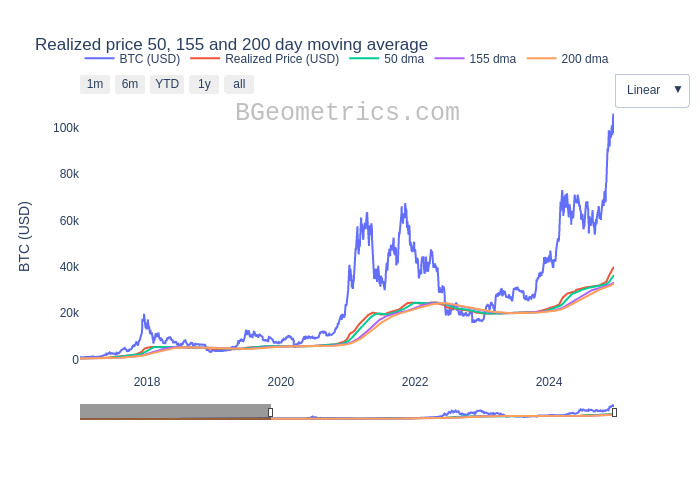 Realized price 50, 155 and 200 day moving average
BTC (USD) Realized Price (USD) 50 dma 155 dma 200 dma
1m 6m YTD 1y all
Linear ▼
BGeometrics.com
100k
80k
60k
40k
20k
0
BTC (USD)
2018 2020 2022 2024